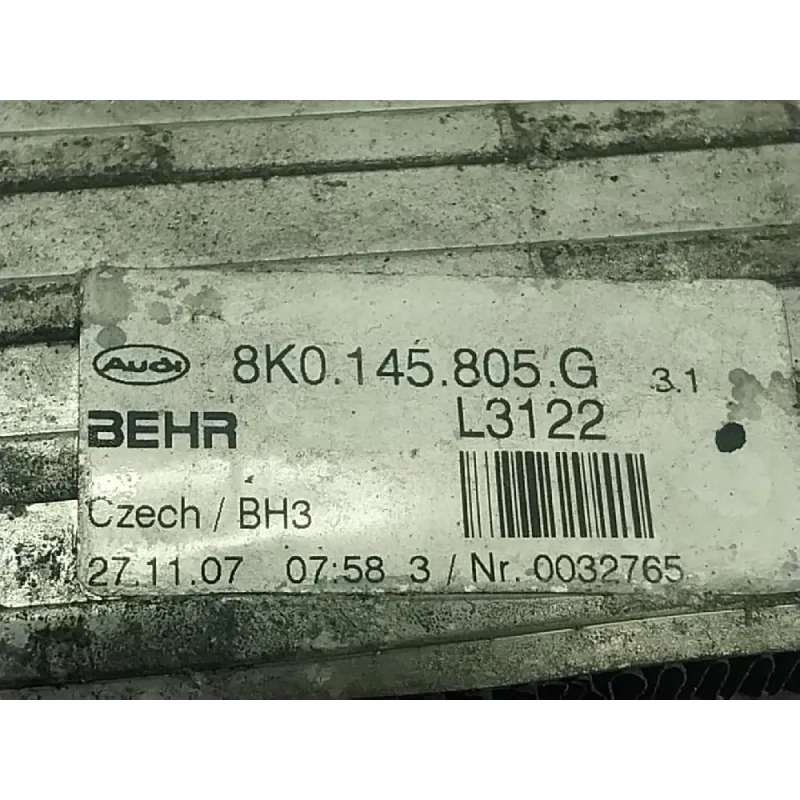 Audi 8K0.145.805.G 3.1
BEHR L3122
Czech / BH3
27.11.07 07:58 3 / Nr. 0032765